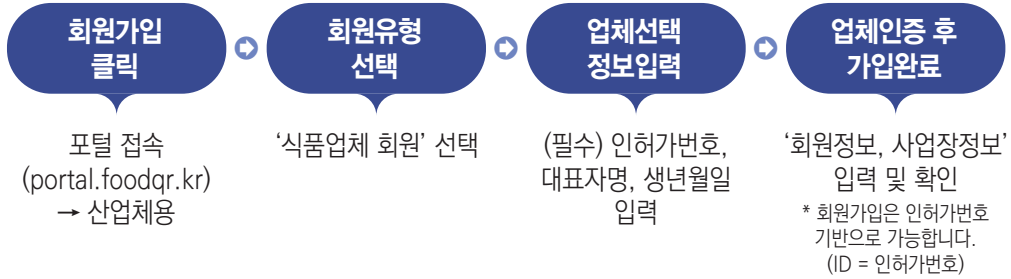 회원가입
클릭
포털 접속
(portal.foodqr.kr)
→ 산업체용
회원유형
선택
‘식품업체 회원’ 선택
업체선택
정보입력
(필수) 인허가번호,
대표자명, 생년월일
입력
업체인증 후
가입완료
‘회원정보, 사업장정보’
입력 및 확인
* 회원가입은 인허가번호
기반으로 가능합니다.
(ID = 인허가번호)